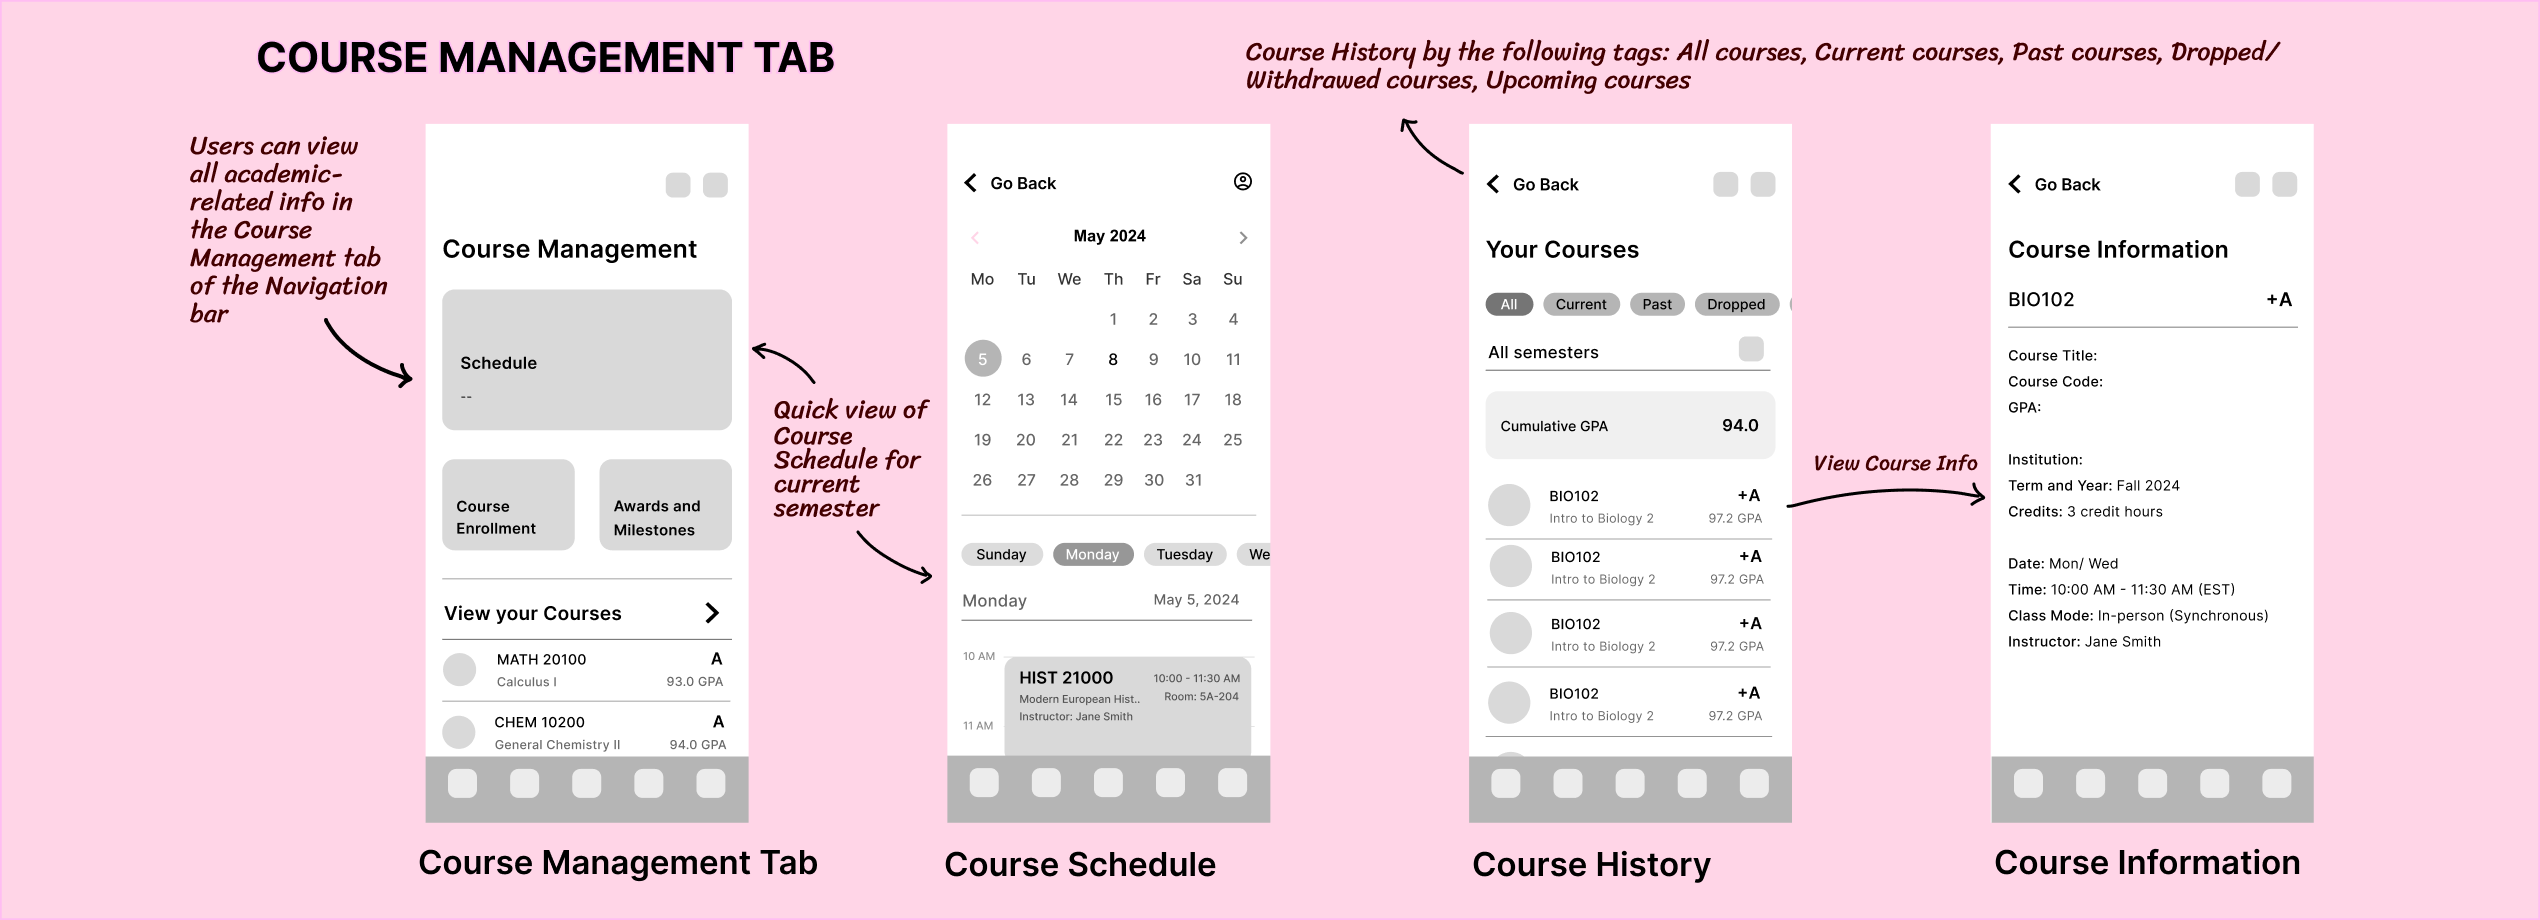 COURSE MANAGEMENT TAB
Course History by the following tags: All courses, Current courses, Past courses, Dropped/
Withdrawed courses, Upcoming courses
Users can view
all academic-
related info in
the Course
Management tab
of the Navigation
bar
Course Management
Schedule
--
Course
Enrollment
Awards and
Milestones
View your Courses
MATH 20100 A
Calculus I 93.0 GPA
CHEM 10200 A
General Chemistry II 94.0 GPA
Course Management Tab
Quick view of
Course
Schedule for
current
semester
Go Back
May 2024
Mo Tu We Th Fr Sa Su
1 2 3 4
5 6 7 8 9 10 11
12 13 14 15 16 17 18
19 20 21 22 23 24 25
26 27 28 29 30 31
Sunday Monday Tuesday We
Monday May 5, 2024
10 AM
HIST 21000 10:00 - 11:30 AM
Modern European Hist.. Room: 5A-204
Instructor: Jane Smith
11 AM
Course Schedule
Go Back
Your Courses
All Current Past Dropped
All semesters
Cumulative GPA 94.0
BIO102 +A
Intro to Biology 2 97.2 GPA
BIO102 +A
Intro to Biology 2 97.2 GPA
BIO102 +A
Intro to Biology 2 97.2 GPA
BIO102 +A
Intro to Biology 2 97.2 GPA
Course History
View Course Info
Go Back
Course Information
BIO102 +A
Course Title:
Course Code:
GPA:
Institution:
Term and Year: Fall 2024
Credits: 3 credit hours
Date: Mon/ Wed
Time: 10:00 AM - 11:30 AM (EST)
Class Mode: In-person (Synchronous)
Instructor: Jane Smith
Course Information